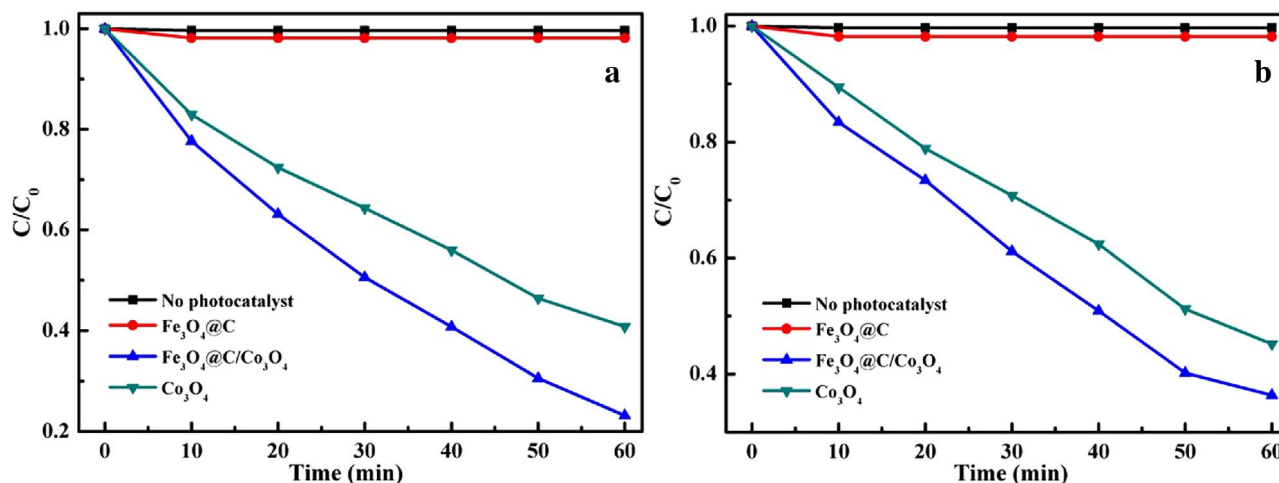 1.0
0.8
0.6
0.4
0.2
C/C₀
a
No photocatalyst
Fe₃O₄@C
Fe₃O₄@C/Co₃O₄
Co₃O₄
0 10 20 30 40 50 60
Time (min)
1.0
0.8
0.6
0.4
C/C₀
b
No photocatalyst
Fe₃O₄@C
Fe₃O₄@C/Co₃O₄
Co₃O₄
0 10 20 30 40 50 60
Time (min)